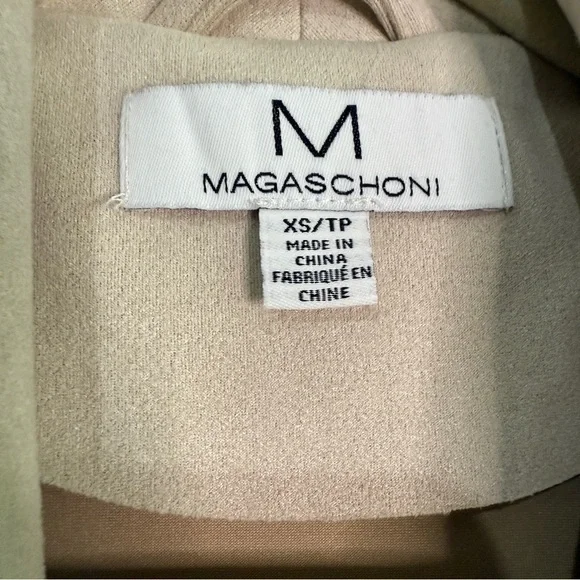 M
MAGASCHONI
XS/TP
MADE IN
CHINA
FABRIQUÉ EN
CHINE